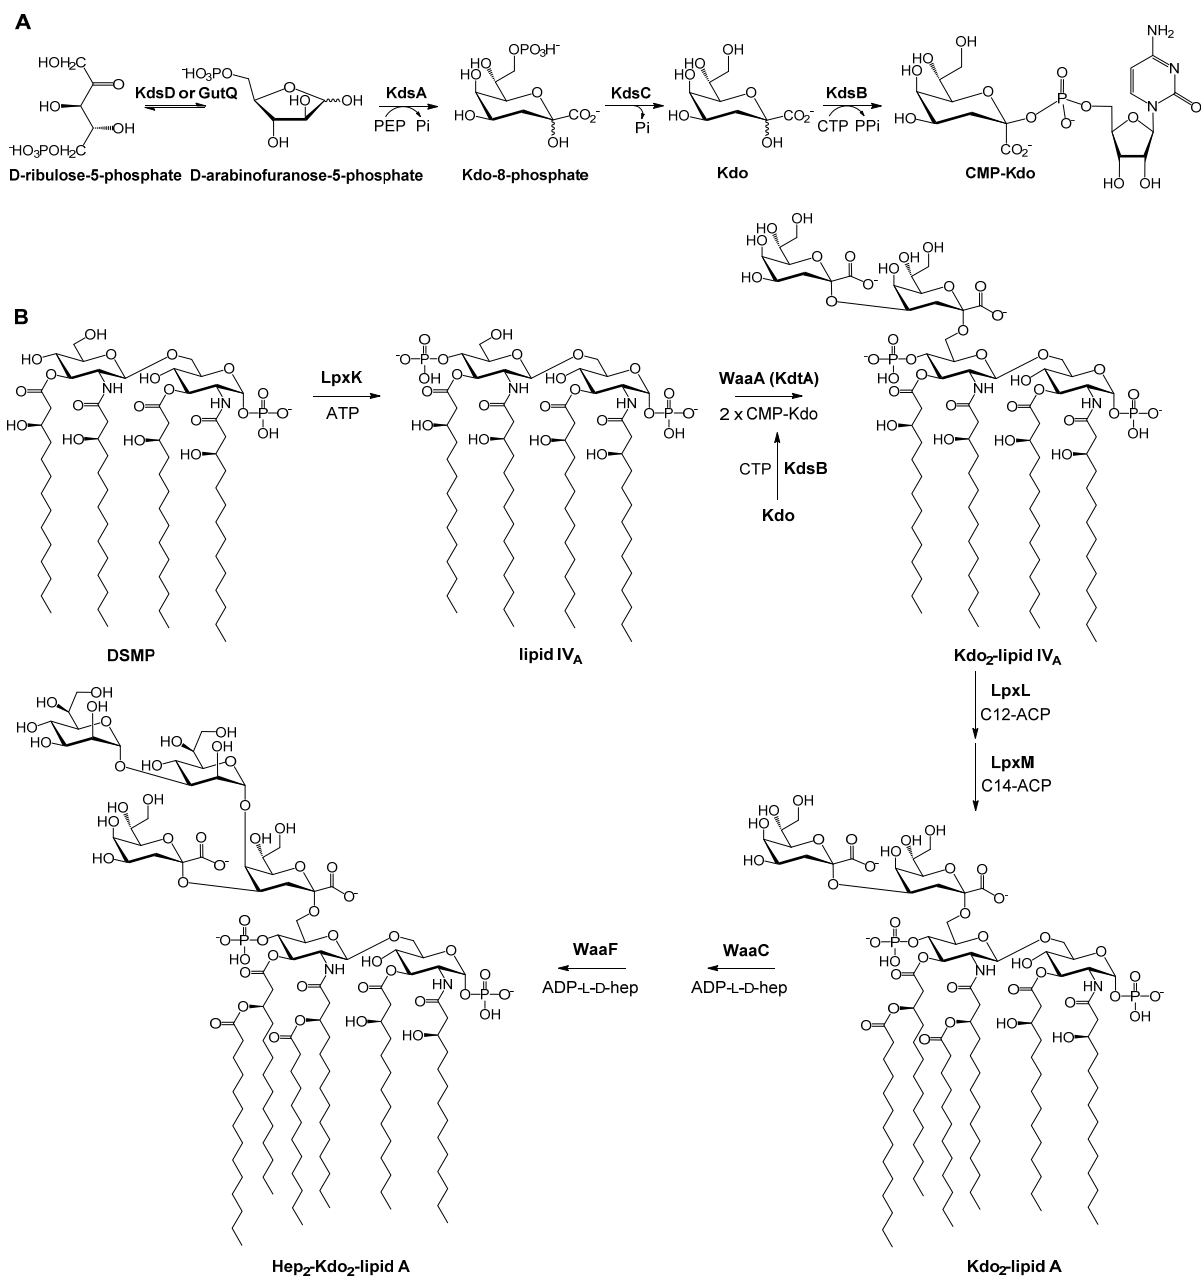 A
KdsD or GutQ
KdsA
PEP Pi
KdsC
Pi
KdsB
CTP PPi
D-ribulose-5-phosphate
D-arabinofuranose-5-phosphate
Kdo-8-phosphate
Kdo
CMP-Kdo
B
LpxK
ATP
WaaA (KdtA)
2 x CMP-Kdo
CTP
KdsB
Kdo
DSMP
lipid IVA
Kdo2-lipid IVA
LpxL
C12-ACP
LpxM
C14-ACP
WaaF
ADP-L-D-hep
WaaC
ADP-L-D-hep
Hep2-Kdo2-lipid A
Kdo2-lipid A